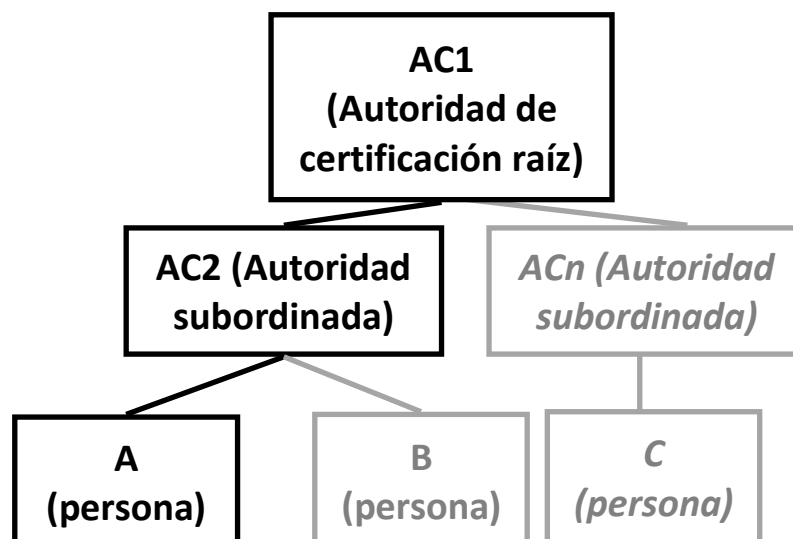 AC1
(Autoridad de
certificación raíz)
AC2 (Autoridad
subordinada)
ACn (Autoridad
subordinada)
A
(persona)
B
(persona)
C
(persona)